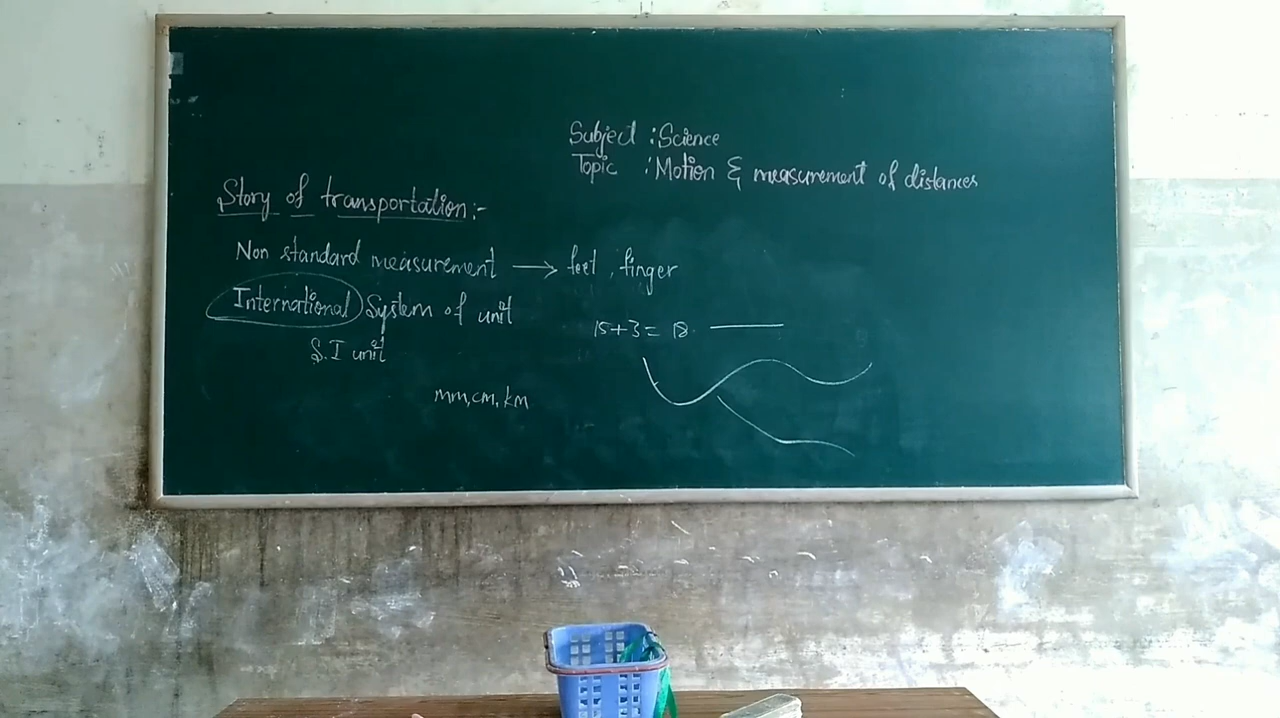 Subject : Science
Topic : Motion & measurement of distances
Story of transportation:-
Non standard measurement → feet, finger
International System of unit
S.I unit
15+3= 18
mm,cm, km